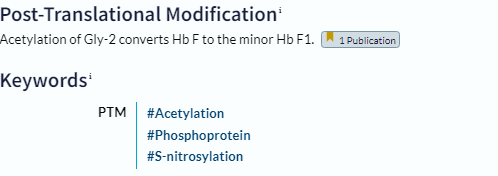 Post-Translational Modificationⁱ
Acetylation of Gly-2 converts Hb F to the minor Hb F1. 1 Publication
Keywordsⁱ
PTM #Acetylation
#Phosphoprotein
#S-nitrosylation